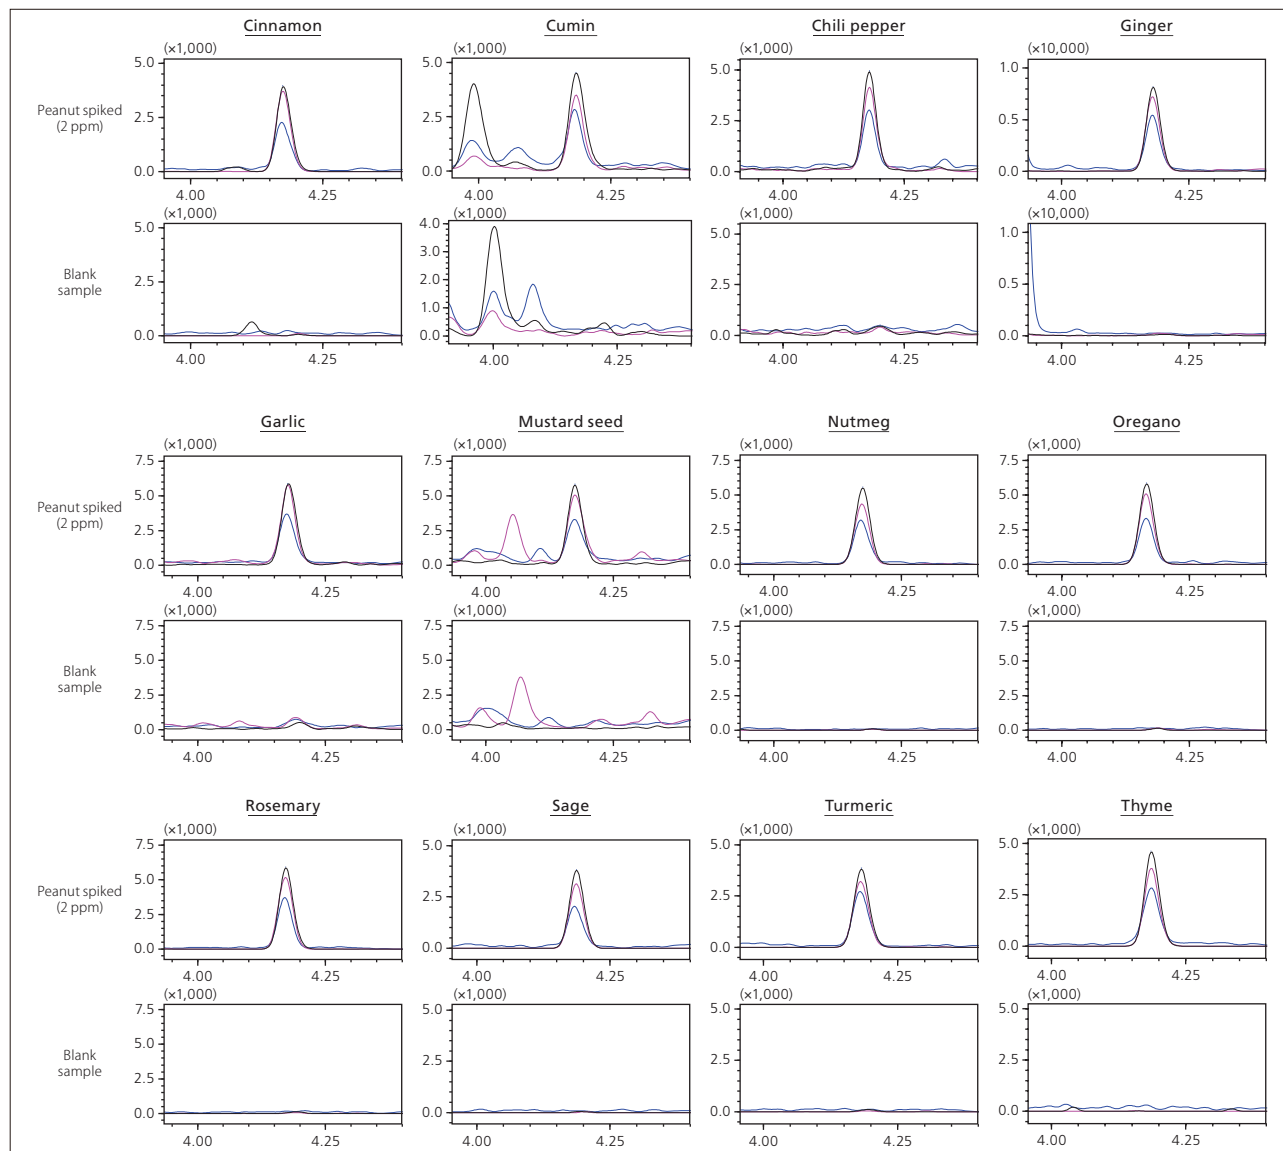 Cinnamon Cumin Chili pepper Ginger
(×1,000) (×1,000) (×1,000) (×10,000)
Peanut spiked
(2 ppm)
5.0 2.5 0.0 4.00 4.25
5.0 2.5 0.0 4.00 4.25
5.0 2.5 0.0 4.00 4.25
1.0 0.5 0.0 4.00 4.25
(×1,000) (×1,000) (×1,000) (×10,000)
Blank
sample
5.0 2.5 0.0 4.00 4.25
4.0 3.0 2.0 1.0 0.0 4.00 4.25
5.0 2.5 0.0 4.00 4.25
1.0 0.5 0.0 4.00 4.25
Garlic Mustard seed Nutmeg Oregano
(×1,000) (×1,000) (×1,000) (×1,000)
Peanut spiked
(2 ppm)
7.5 5.0 2.5 0.0 4.00 4.25
7.5 5.0 2.5 0.0 4.00 4.25
7.5 5.0 2.5 0.0 4.00 4.25
7.5 5.0 2.5 0.0 4.00 4.25
(×1,000) (×1,000) (×1,000) (×1,000)
Blank
sample
7.5 5.0 2.5 0.0 4.00 4.25
7.5 5.0 2.5 0.0 4.00 4.25
7.5 5.0 2.5 0.0 4.00 4.25
7.5 5.0 2.5 0.0 4.00 4.25
Rosemary Sage Turmeric Thyme
(×1,000) (×1,000) (×1,000) (×1,000)
Peanut spiked
(2 ppm)
7.5 5.0 2.5 0.0 4.00 4.25
5.0 2.5 0.0 4.00 4.25
5.0 2.5 0.0 4.00 4.25
5.0 2.5 0.0 4.00 4.25
(×1,000) (×1,000) (×1,000) (×1,000)
Blank
sample
7.5 5.0 2.5 0.0 4.00 4.25
5.0 2.5 0.0 4.00 4.25
5.0 2.5 0.0 4.00 4.25
5.0 2.5 0.0 4.00 4.25